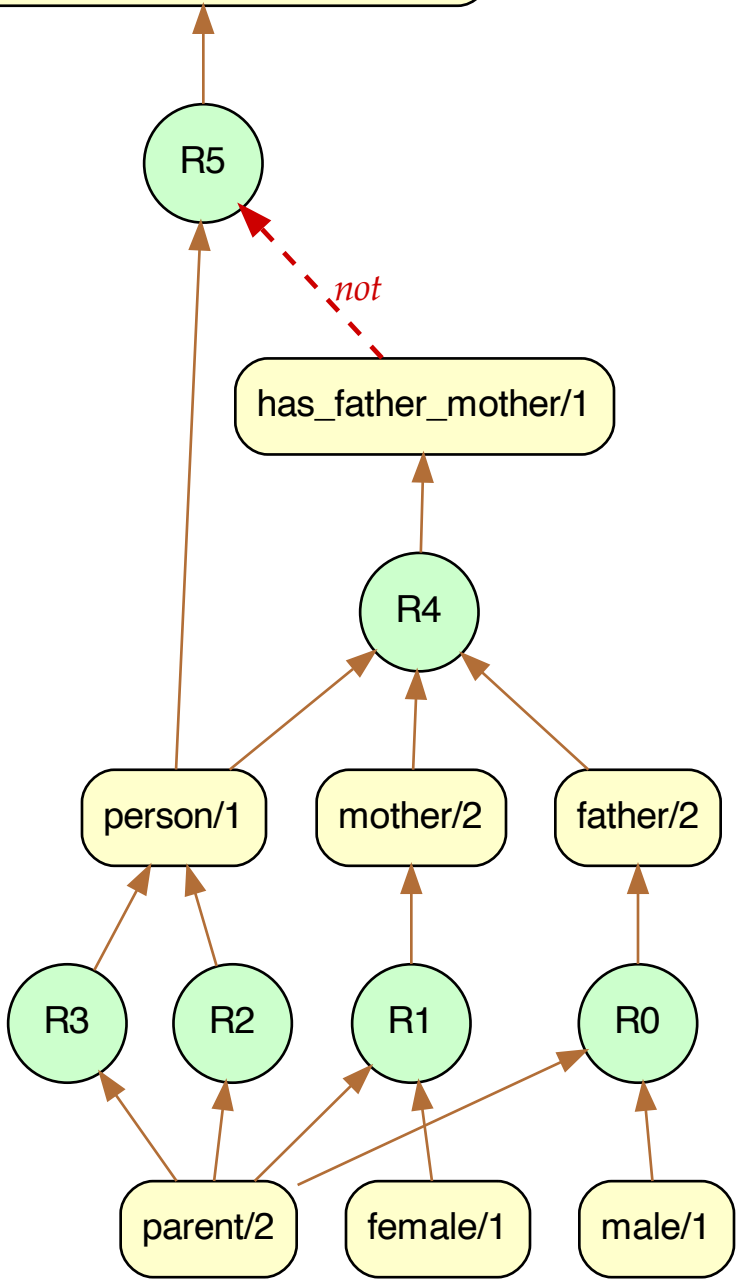 R5
not
has_father_mother/1
R4
person/1
mother/2
father/2
R3
R2
R1
R0
parent/2
female/1
male/1